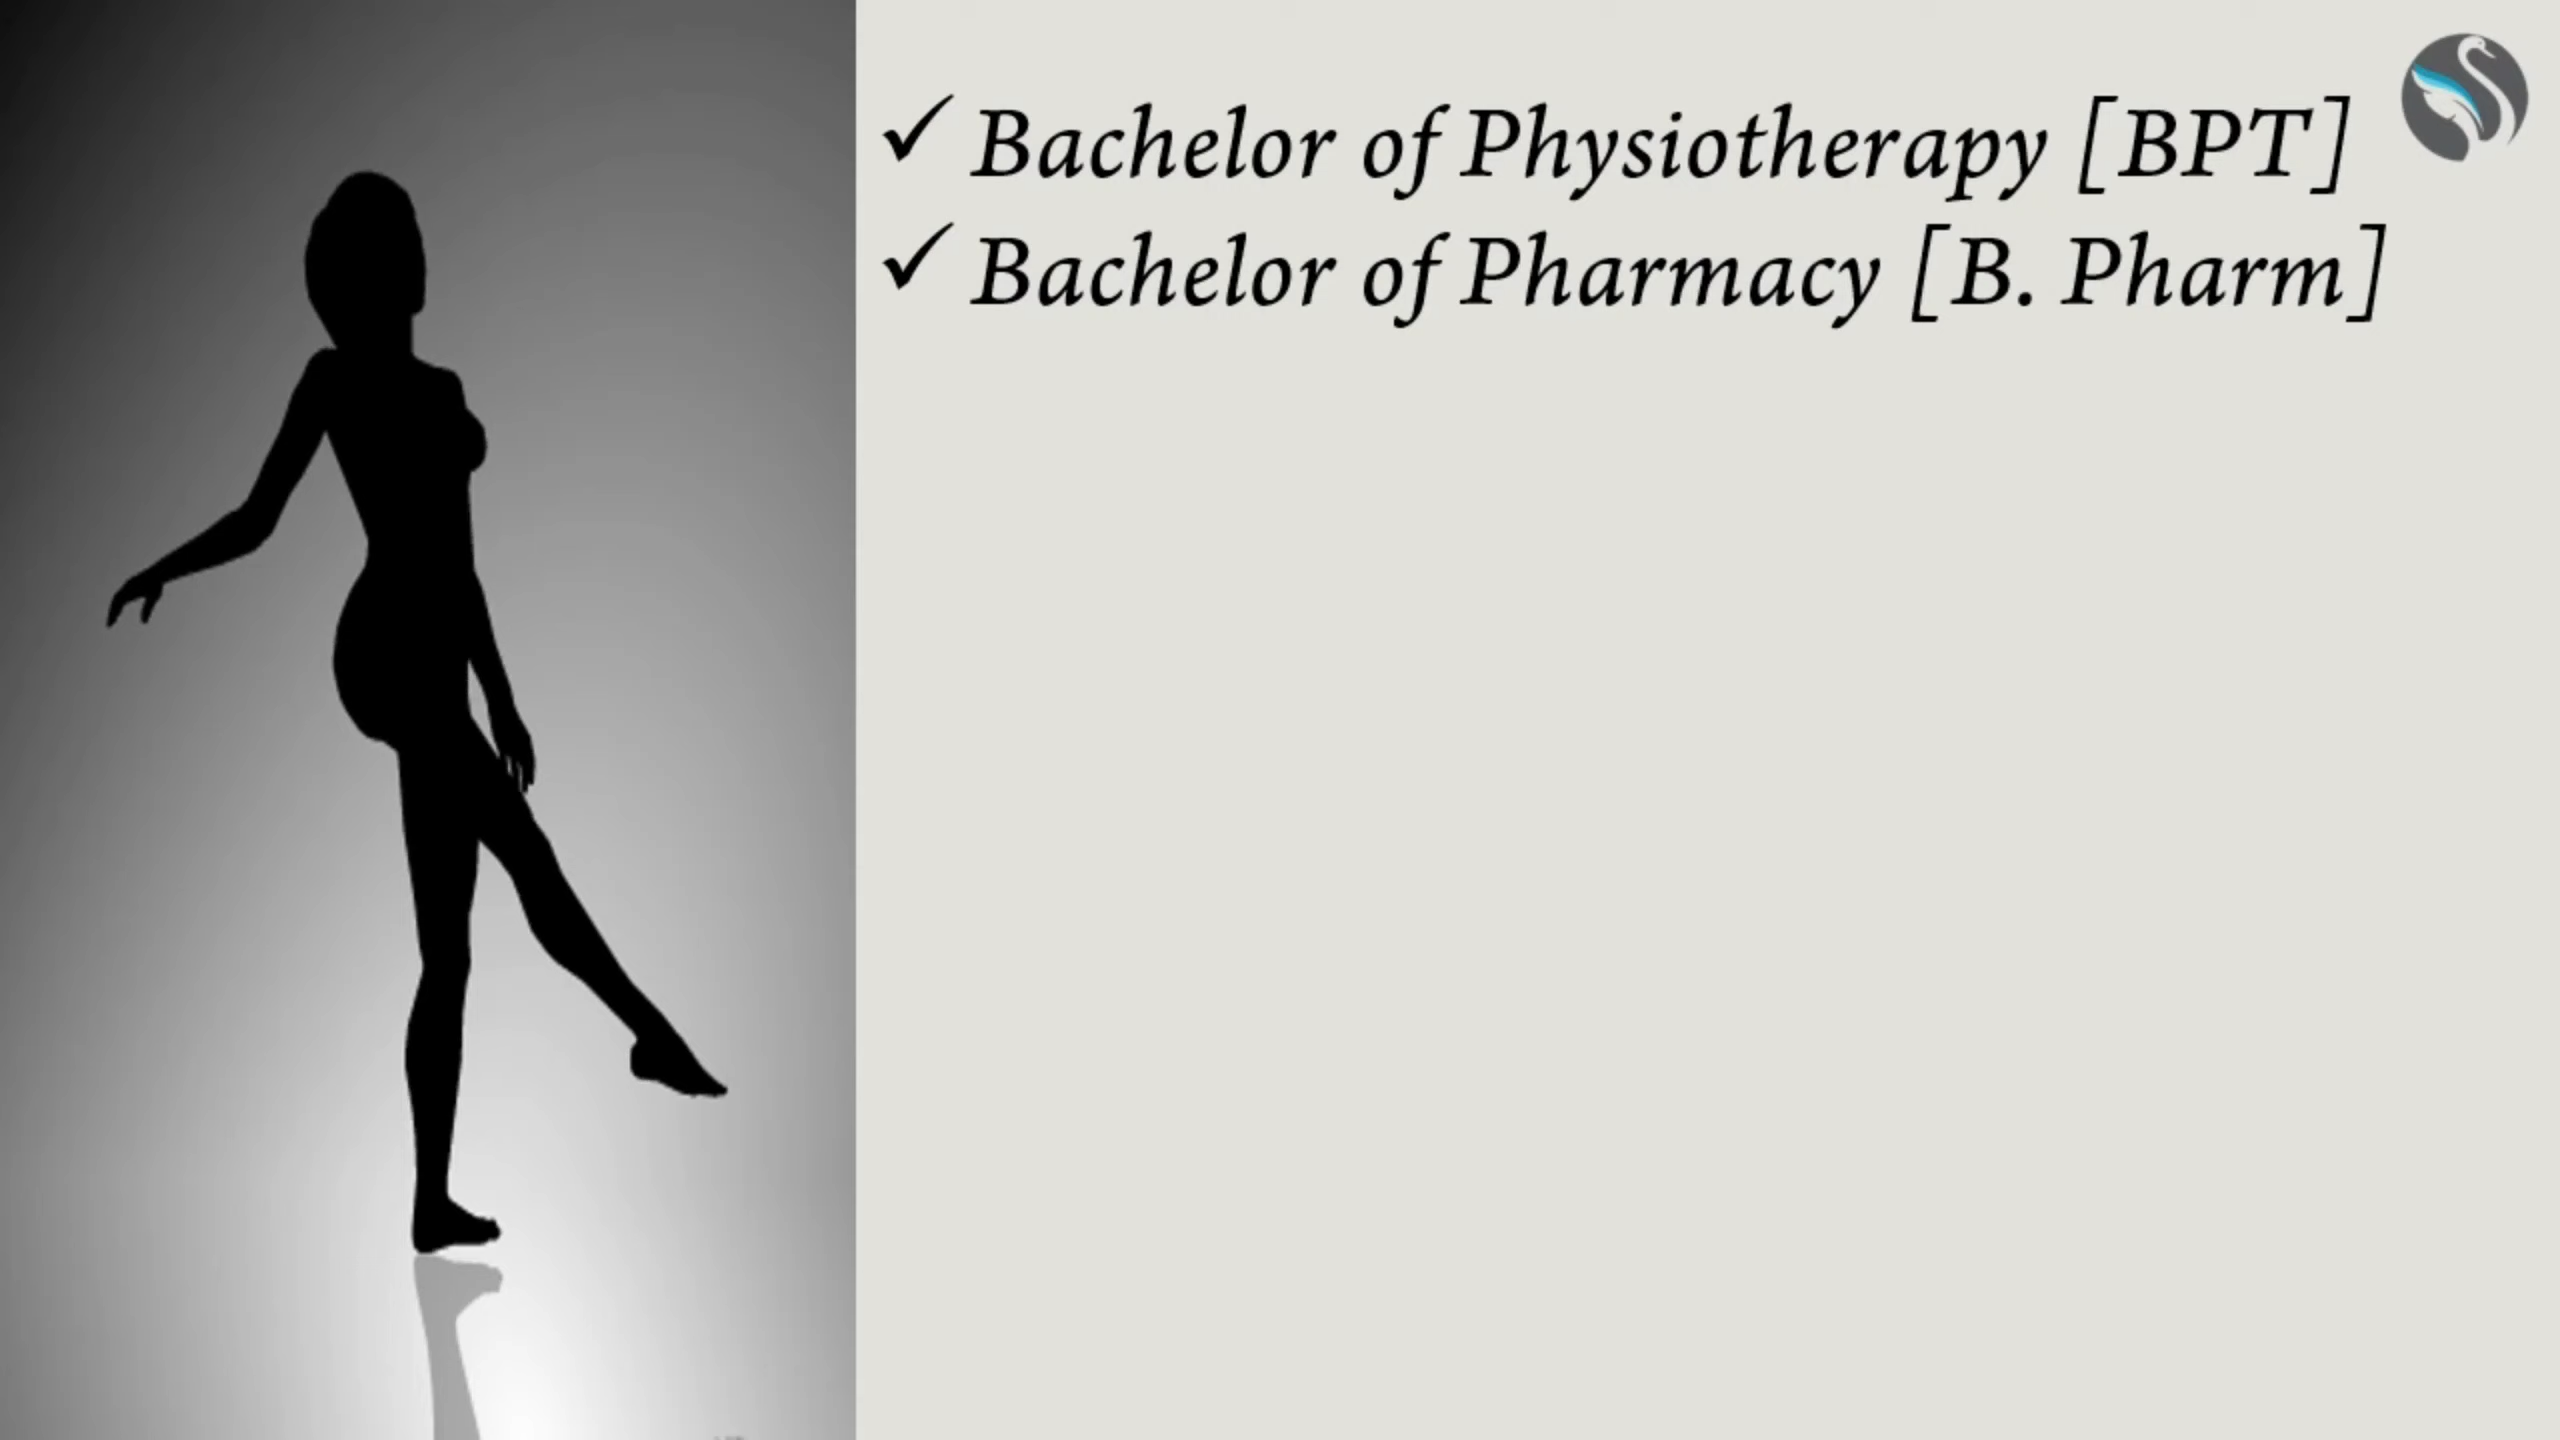 ✓ Bachelor of Physiotherapy [BPT]
✓ Bachelor of Pharmacy [B. Pharm]